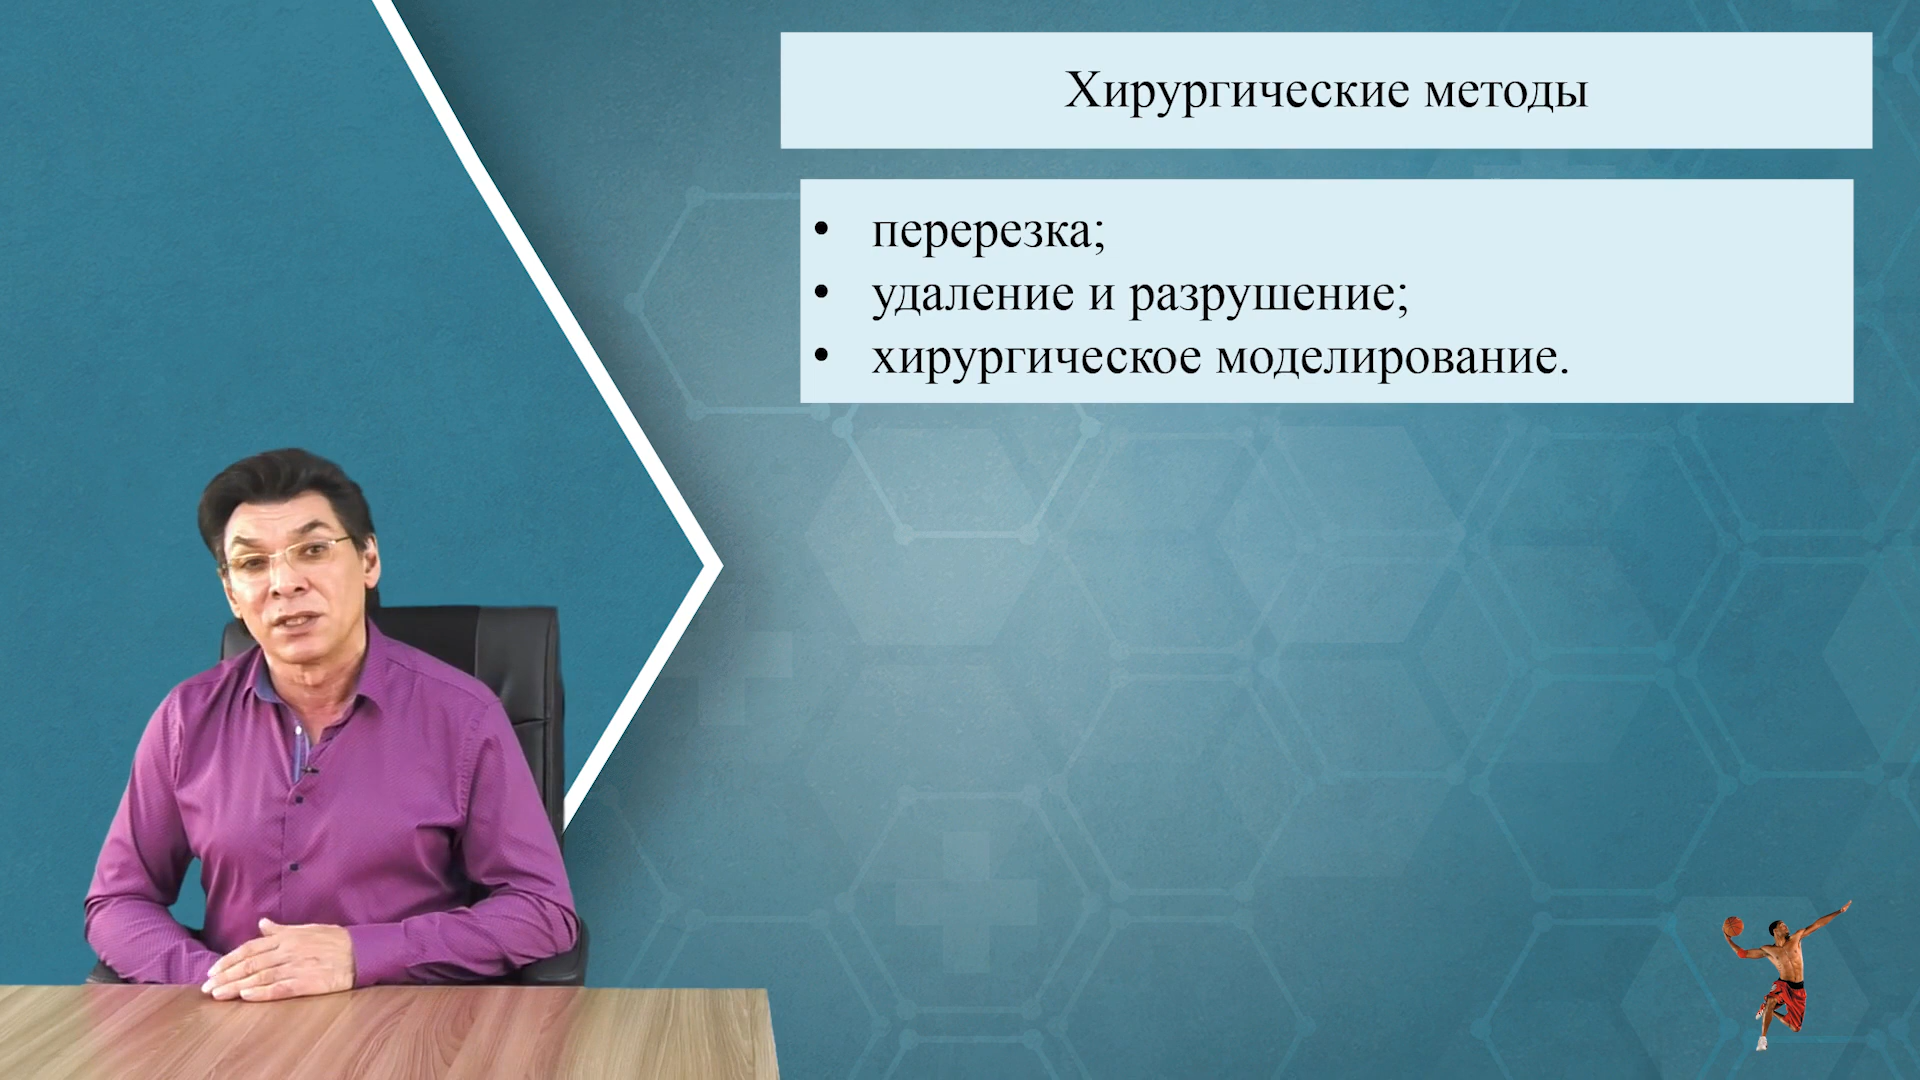 Хирургические методы
• перерезка;
• удаление и разрушение;
• хирургическое моделирование.